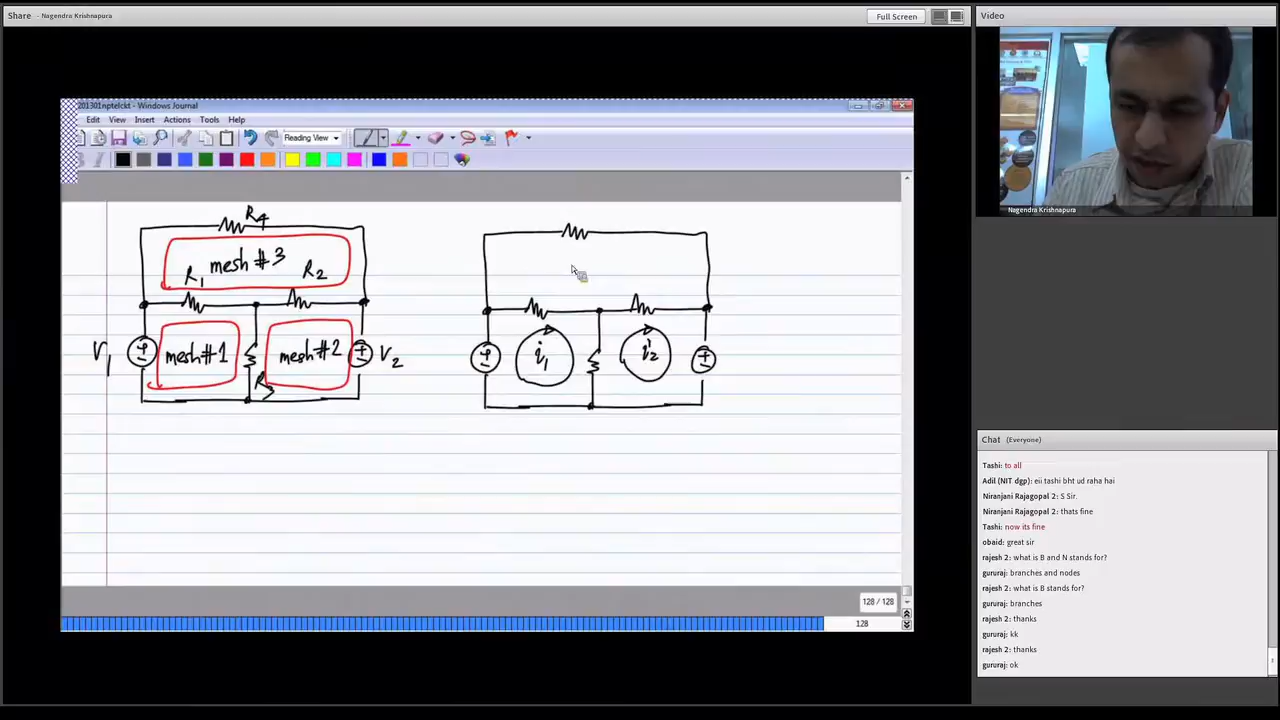 Share - Nagendra Krishnapura
Full Screen
Video
201301nptelckt - Windows Journal
View Insert Actions Tools Help
Reading View
R4
mesh #3
R1
R2
V1
mesh#1
mesh#2
V2
R3
i1
i2
128 / 128
128
Nagendra Krishnapura
Chat (Everyone)
Tashi: to all
Adil (NIT dgp): eii tashi bht ud raha hai
Niranjani Rajagopal 2: S Sir.
Niranjani Rajagopal 2: thats fine
Tashi: now its fine
obaid: great sir
rajesh 2: what is B and N stands for?
gururaj: branches and nodes
rajesh 2: what is B stands for?
gururaj: branches
rajesh 2: thanks
gururaj: kk
rajesh 2: thanks
gururaj: ok